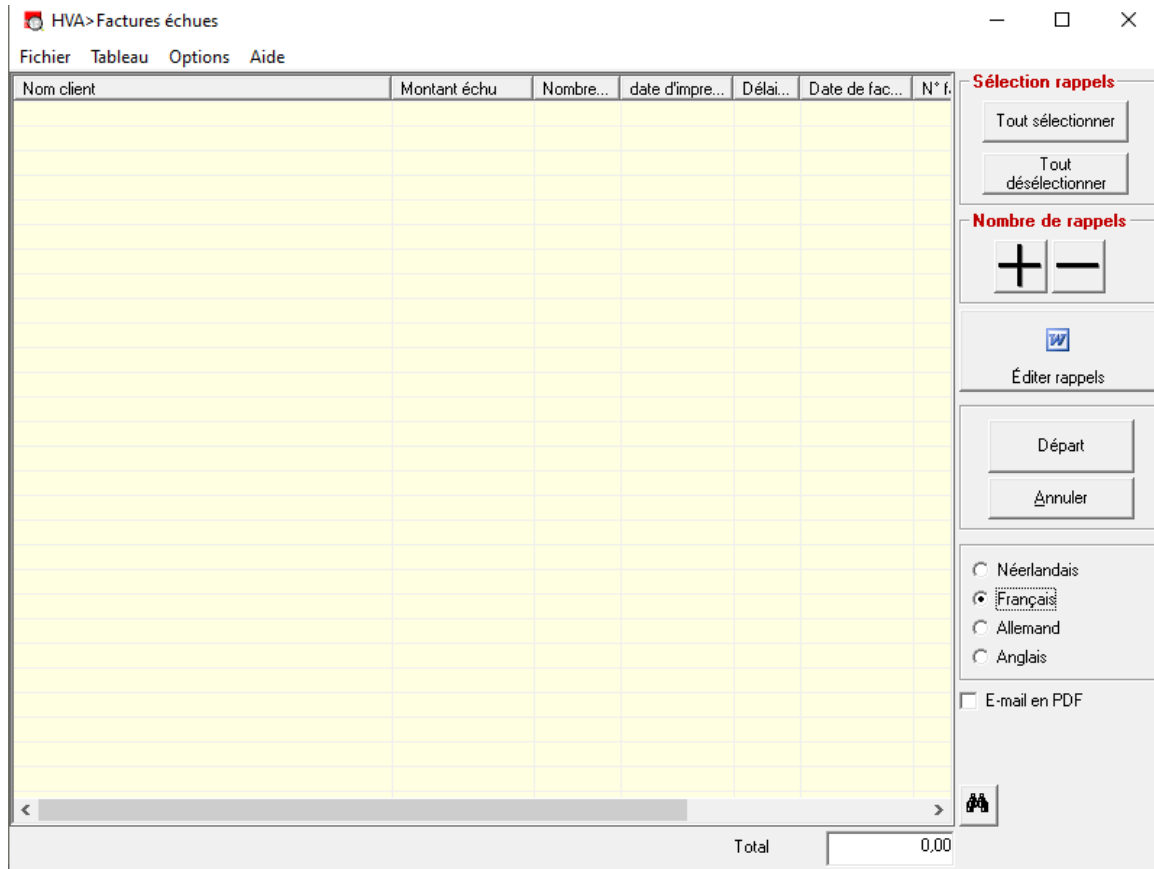 HVA>Factures échues
Fichier Tableau Options Aide
Nom client Montant échu Nombre... date d'impre... Délai... Date de fac... N° f
Sélection rappels
Tout sélectionner
Tout
désélectionner
Nombre de rappels
Éditer rappels
Départ
Annuler
Néerlandais
Français
Allemand
Anglais
E-mail en PDF
Total 0,00